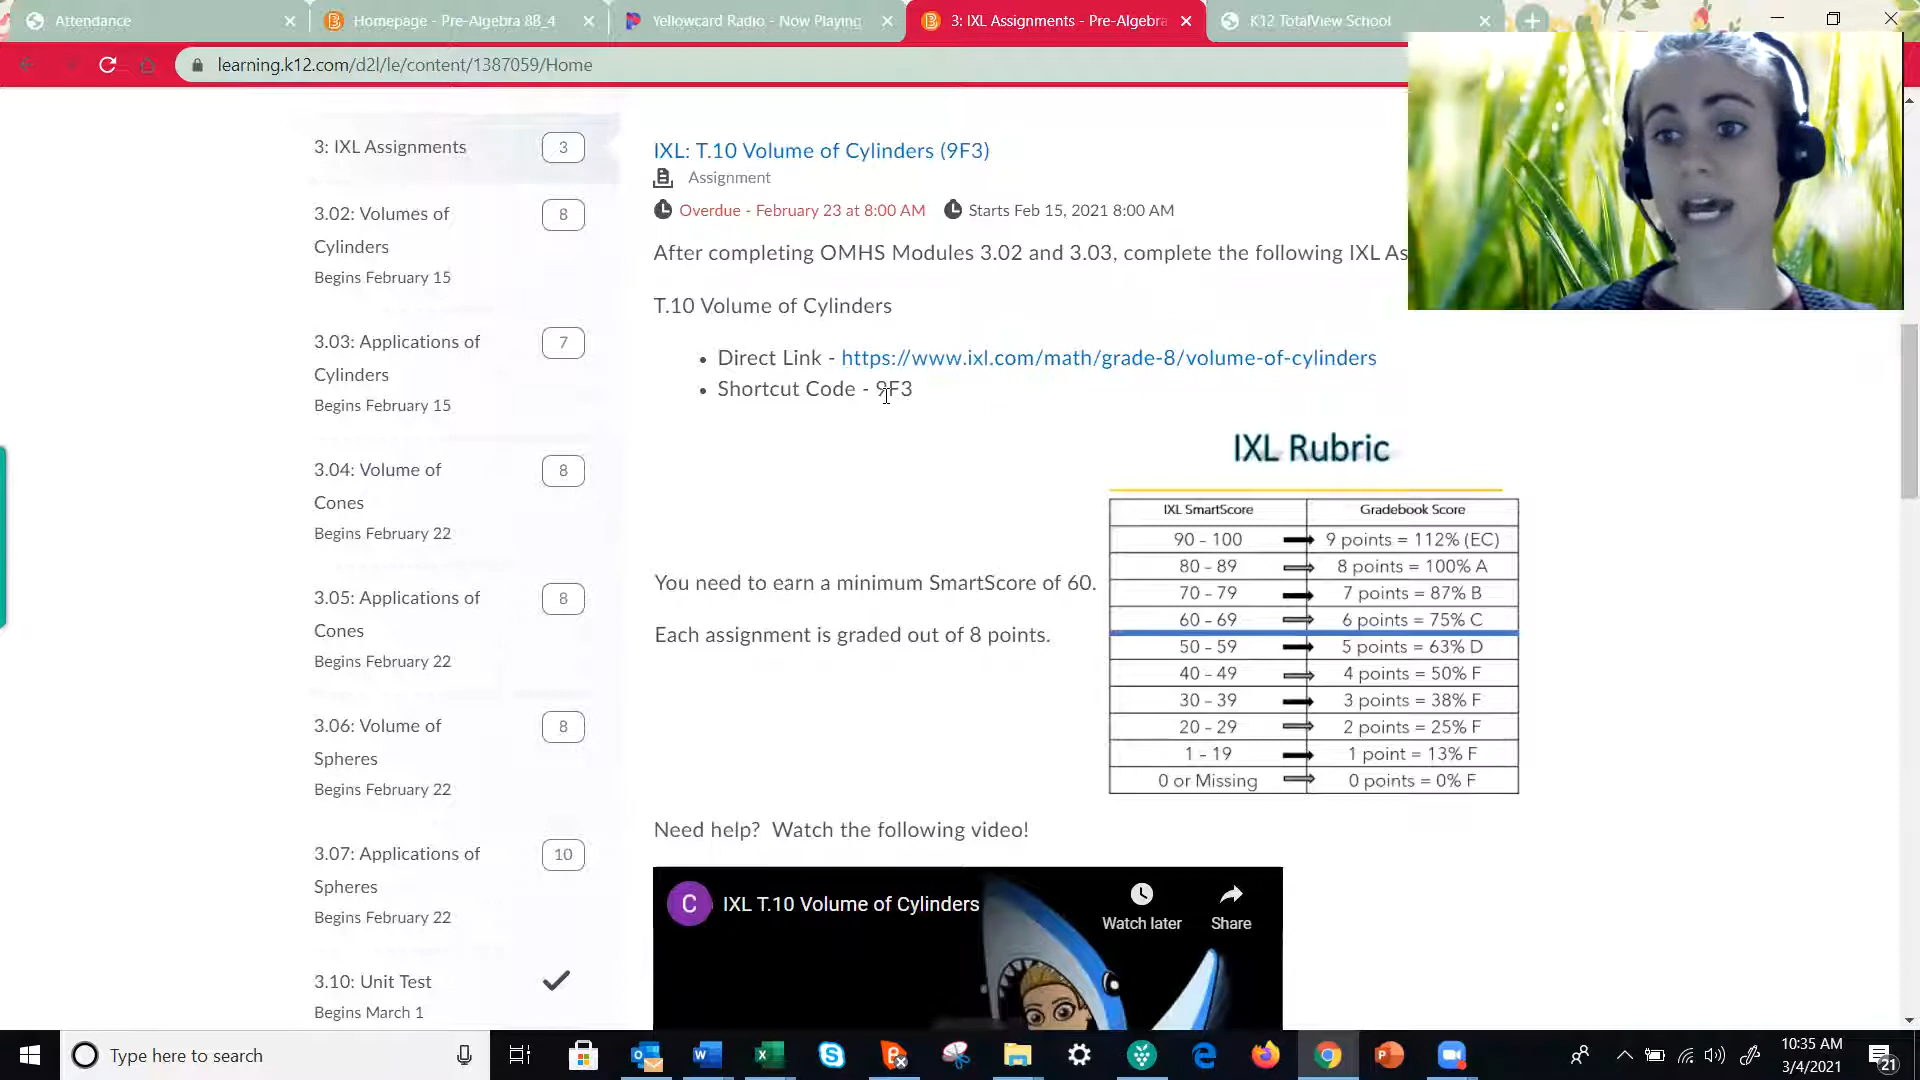 Attendance
Homepage - Pre-Algebra 8B_4
Yellowcard Radio - Now Playing
3: IXL Assignments - Pre-Algebra
K12 TotalView School
learning.k12.com/d2l/le/content/1387059/Home
3: IXL Assignments 3
3.02: Volumes of Cylinders 8
Begins February 15
3.03: Applications of Cylinders 7
Begins February 15
3.04: Volume of Cones 8
Begins February 22
3.05: Applications of Cones 8
Begins February 22
3.06: Volume of Spheres 8
Begins February 22
3.07: Applications of Spheres 10
Begins February 22
3.10: Unit Test
Begins March 1
IXL: T.10 Volume of Cylinders (9F3)
Assignment
Overdue - February 23 at 8:00 AM Starts Feb 15, 2021 8:00 AM
After completing OMHS Modules 3.02 and 3.03, complete the following IXL As
T.10 Volume of Cylinders
• Direct Link - https://www.ixl.com/math/grade-8/volume-of-cylinders
• Shortcut Code - 9F3
IXL Rubric
IXL SmartScore Gradebook Score
90 - 100 9 points = 112% (EC)
80 - 89 8 points = 100% A
70 - 79 7 points = 87% B
60 - 69 6 points = 75% C
50 - 59 5 points = 63% D
40 - 49 4 points = 50% F
30 - 39 3 points = 38% F
20 - 29 2 points = 25% F
1 - 19 1 point = 13% F
0 or Missing 0 points = 0% F
You need to earn a minimum SmartScore of 60.
Each assignment is graded out of 8 points.
Need help? Watch the following video!
C IXL T.10 Volume of Cylinders
Watch later Share
Type here to search
10:35 AM
3/4/2021
21